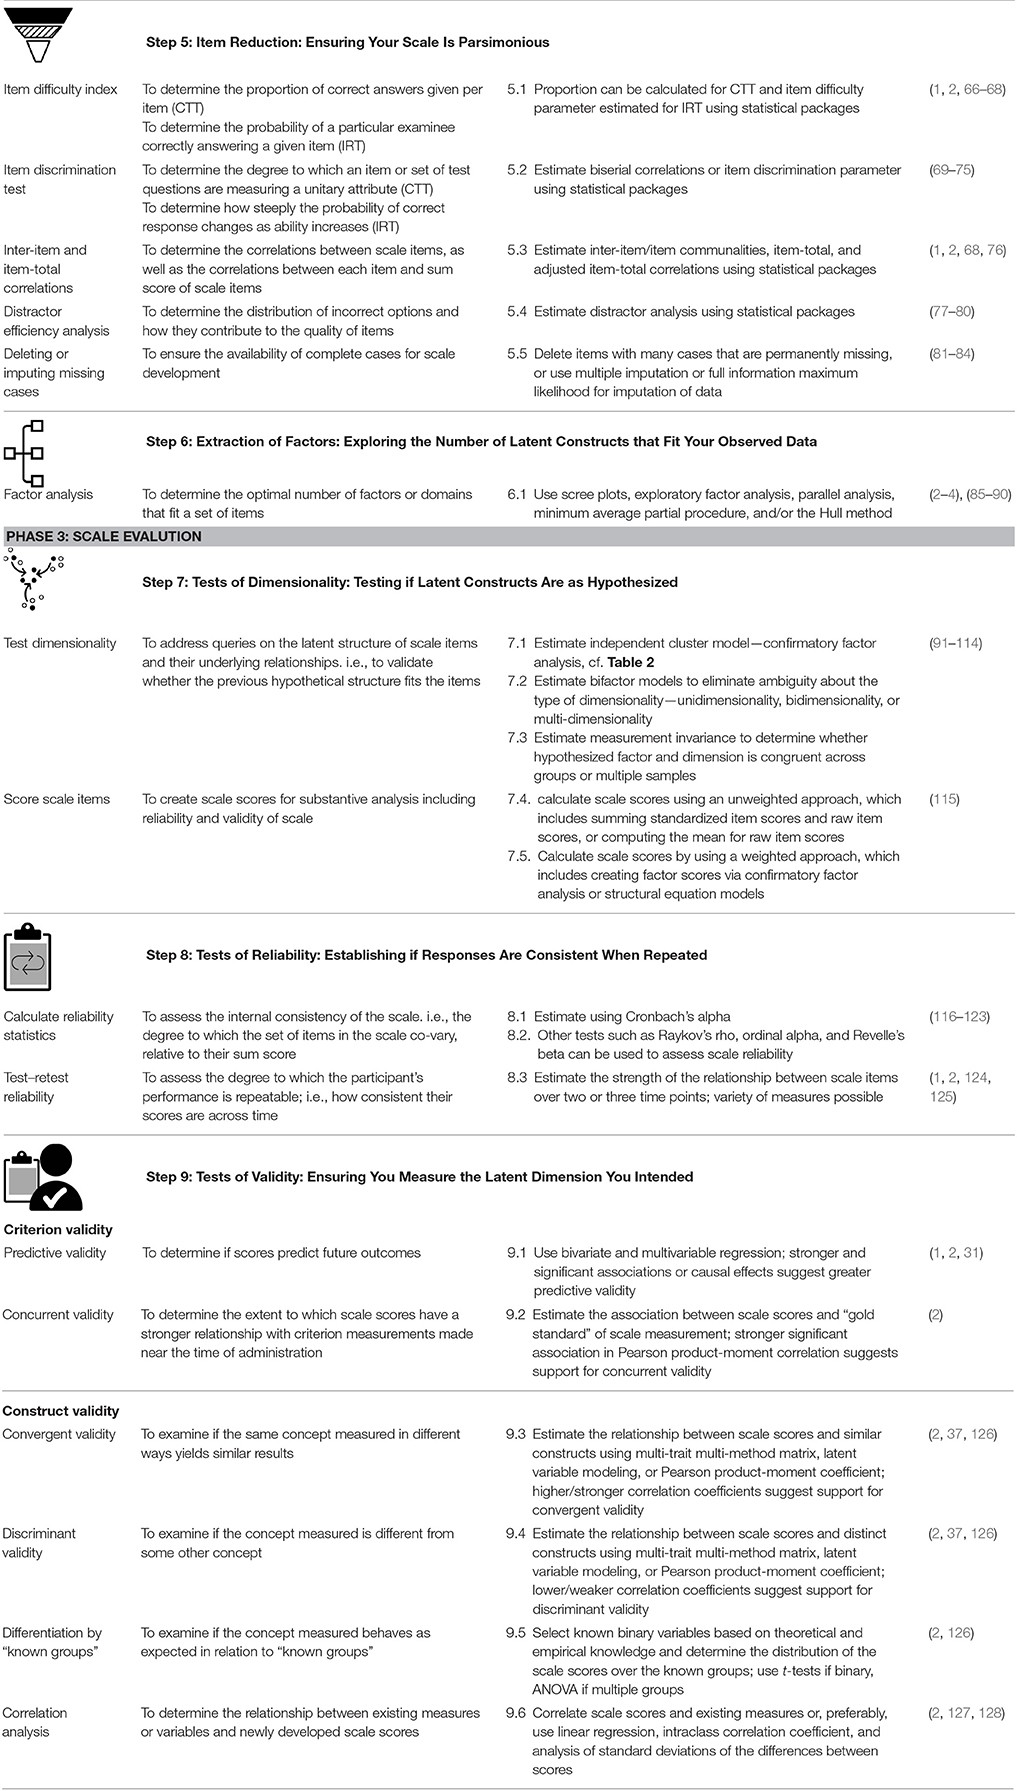 Step 5: Item Reduction: Ensuring Your Scale Is Parsimonious
Item difficulty index
To determine the proportion of correct answers given per
item (CTT)
To determine the probability of a particular examinee
correctly answering a given item (IRT)
5.1 Proportion can be calculated for CTT and item difficulty
parameter estimated for IRT using statistical packages
(1, 2, 66–68)
Item discrimination
test
To determine the degree to which an item or set of test
questions are measuring a unitary attribute (CTT)
To determine how steeply the probability of correct
response changes as ability increases (IRT)
5.2 Estimate biserial correlations or item discrimination parameter
using statistical packages
(69–75)
Inter-item and
item-total
correlations
To determine the correlations between scale items, as
well as the correlations between each item and sum
score of scale items
5.3 Estimate inter-item/item communalities, item-total, and
adjusted item-total correlations using statistical packages
(1, 2, 68, 76)
Distractor
efficiency analysis
To determine the distribution of incorrect options and
how they contribute to the quality of items
5.4 Estimate distractor analysis using statistical packages
(77–80)
Deleting or
imputing missing
cases
To ensure the availability of complete cases for scale
development
5.5 Delete items with many cases that are permanently missing,
or use multiple imputation or full information maximum
likelihood for imputation of data
(81–84)
Step 6: Extraction of Factors: Exploring the Number of Latent Constructs that Fit Your Observed Data
Factor analysis
To determine the optimal number of factors or domains
that fit a set of items
6.1 Use scree plots, exploratory factor analysis, parallel analysis,
minimum average partial procedure, and/or the Hull method
(2–4), (85–90)
PHASE 3: SCALE EVALUTION
Step 7: Tests of Dimensionality: Testing if Latent Constructs Are as Hypothesized
Test dimensionality
To address queries on the latent structure of scale items
and their underlying relationships. i.e., to validate
whether the previous hypothetical structure fits the items
7.1 Estimate independent cluster model—confirmatory factor
analysis, cf. Table 2
7.2 Estimate bifactor models to eliminate ambiguity about the
type of dimensionality—unidimensionality, bidimensionality, or
multi-dimensionality
7.3 Estimate measurement invariance to determine whether
hypothesized factor and dimension is congruent across
groups or multiple samples
(91–114)
Score scale items
To create scale scores for substantive analysis including
reliability and validity of scale
7.4. calculate scale scores using an unweighted approach, which
includes summing standardized item scores and raw item
scores, or computing the mean for raw item scores
7.5. Calculate scale scores by using a weighted approach, which
includes creating factor scores via confirmatory factor
analysis or structural equation models
(115)
Step 8: Tests of Reliability: Establishing if Responses Are Consistent When Repeated
Calculate reliability
statistics
To assess the internal consistency of the scale. i.e., the
degree to which the set of items in the scale co-vary,
relative to their sum score
8.1 Estimate using Cronbach's alpha
8.2. Other tests such as Raykov's rho, ordinal alpha, and Revelle's
beta can be used to assess scale reliability
(116–123)
Test–retest
reliability
To assess the degree to which the participant's
performance is repeatable; i.e., how consistent their
scores are across time
8.3 Estimate the strength of the relationship between scale items
over two or three time points; variety of measures possible
(1, 2, 124,
125)
Step 9: Tests of Validity: Ensuring You Measure the Latent Dimension You Intended
Criterion validity
Predictive validity
To determine if scores predict future outcomes
9.1 Use bivariate and multivariable regression; stronger and
significant associations or causal effects suggest greater
predictive validity
(1, 2, 31)
Concurrent validity
To determine the extent to which scale scores have a
stronger relationship with criterion measurements made
near the time of administration
9.2 Estimate the association between scale scores and “gold
standard” of scale measurement; stronger significant
association in Pearson product-moment correlation suggests
support for concurrent validity
(2)
Construct validity
Convergent validity
To examine if the same concept measured in different
ways yields similar results
9.3 Estimate the relationship between scale scores and similar
constructs using multi-trait multi-method matrix, latent
variable modeling, or Pearson product-moment coefficient;
higher/stronger correlation coefficients suggest support for
convergent validity
(2, 37, 126)
Discriminant
validity
To examine if the concept measured is different from
some other concept
9.4 Estimate the relationship between scale scores and distinct
constructs using multi-trait multi-method matrix, latent
variable modeling, or Pearson product-moment coefficient;
lower/weaker correlation coefficients suggest support for
discriminant validity
(2, 37, 126)
Differentiation by
“known groups”
To examine if the concept measured behaves as
expected in relation to “known groups”
9.5 Select known binary variables based on theoretical and
empirical knowledge and determine the distribution of the
scale scores over the known groups; use t-tests if binary,
ANOVA if multiple groups
(2, 126)
Correlation
analysis
To determine the relationship between existing measures
or variables and newly developed scale scores
9.6 Correlate scale scores and existing measures or, preferably,
use linear regression, intraclass correlation coefficient, and
analysis of standard deviations of the differences between
scores
(2, 127, 128)